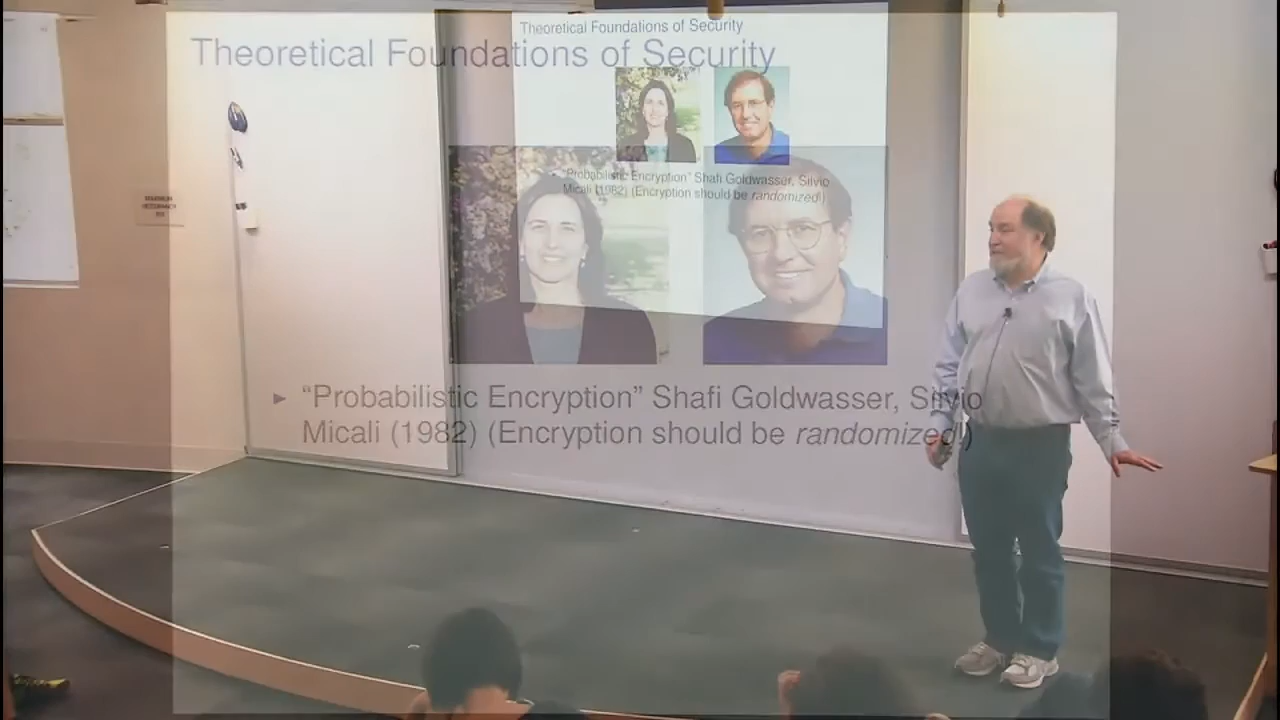 Theoretical Foundations of Security
Theoretical Foundations of Security
"Probabilistic Encryption" Shafi Goldwasser, Silvio
Micali (1982) (Encryption should be randomized!)
▸ “Probabilistic Encryption” Shafi Goldwasser, Silvio
Micali (1982) (Encryption should be randomized!)